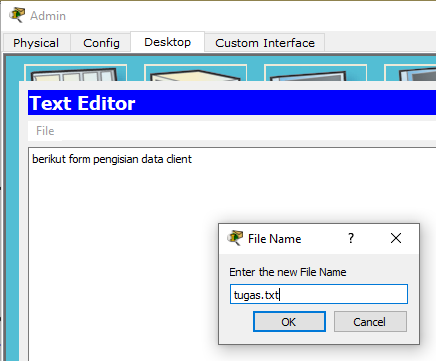 Admin
Physical Config Desktop Custom Interface
Text Editor
File
berikut form pengisian data client
File Name ?
Enter the new File Name
tugas.txt
OK Cancel